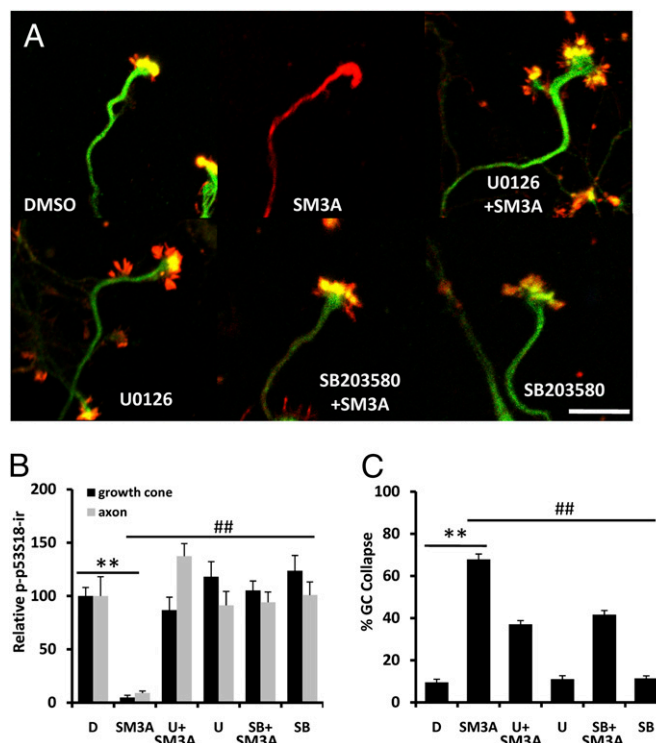 A
DMSO
SM3A
U0126
+SM3A
U0126
SB203580
+SM3A
SB203580
B
Relative p-p53S18-ir
200
150
100
50
0
growth cone
axon
**
##
D
SM3A
U+
SM3A
U
SB+
SM3A
SB
C
% GC Collapse
100
80
60
40
20
0
**
##
D
SM3A
U+
SM3A
U
SB+
SM3A
SB